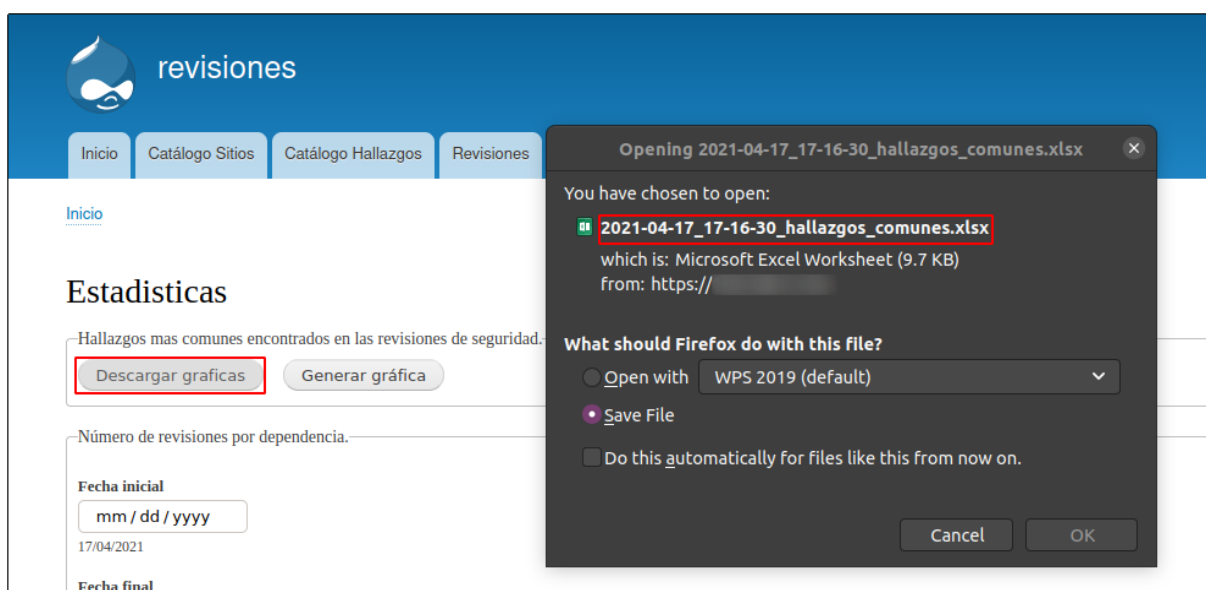 revisiones
Inicio Catálogo Sitios Catálogo Hallazgos Revisiones
Inicio
Estadisticas
Hallazgos mas comunes encontrados en las revisiones de seguridad.
Descargar graficas Generar gráfica
Número de revisiones por dependencia.
Fecha inicial
mm / dd / yyyy
17/04/2021
Fecha final
Opening 2021-04-17_17-16-30_hallazgos_comunes.xlsx
You have chosen to open:
2021-04-17_17-16-30_hallazgos_comunes.xlsx
which is: Microsoft Excel Worksheet (9.7 KB)
from: https://
What should Firefox do with this file?
Open with WPS 2019 (default)
Save File
Do this automatically for files like this from now on.
Cancel OK